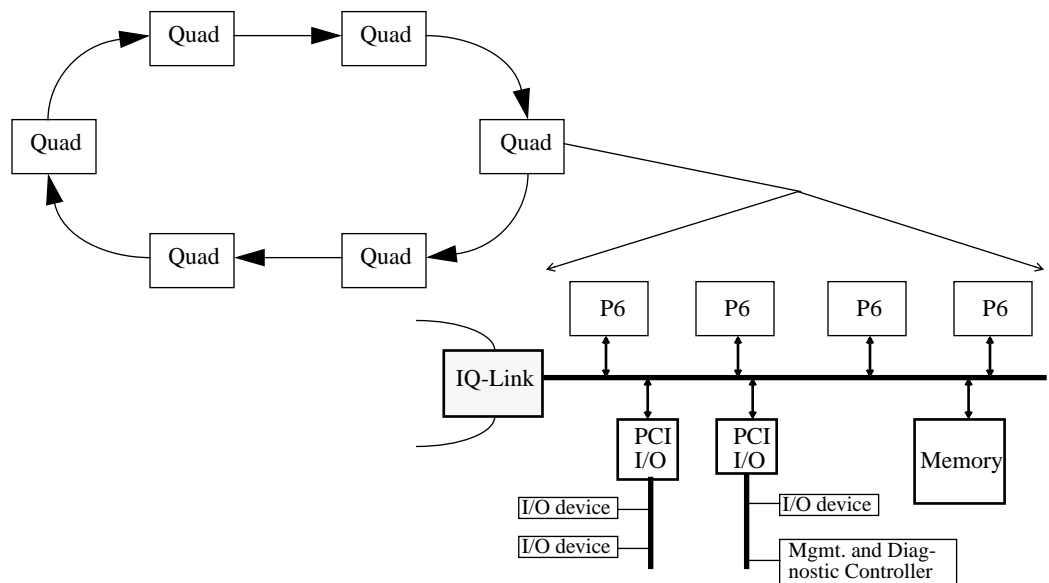 Quad
Quad
Quad
Quad
Quad
Quad
P6
P6
P6
P6
IQ-Link
PCI
I/O
PCI
I/O
Memory
I/O device
I/O device
I/O device
Mgmt. and Diag-
nostic Controller